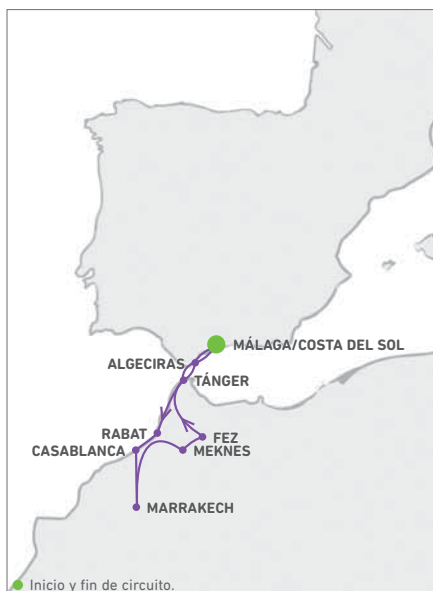 MÁLAGA/COSTA DEL SOL
ALGECIRAS
TÁNGER
RABAT
FEZ
CASABLANCA
MEKNES
MARRAKECH
Inicio y fin de circuito.